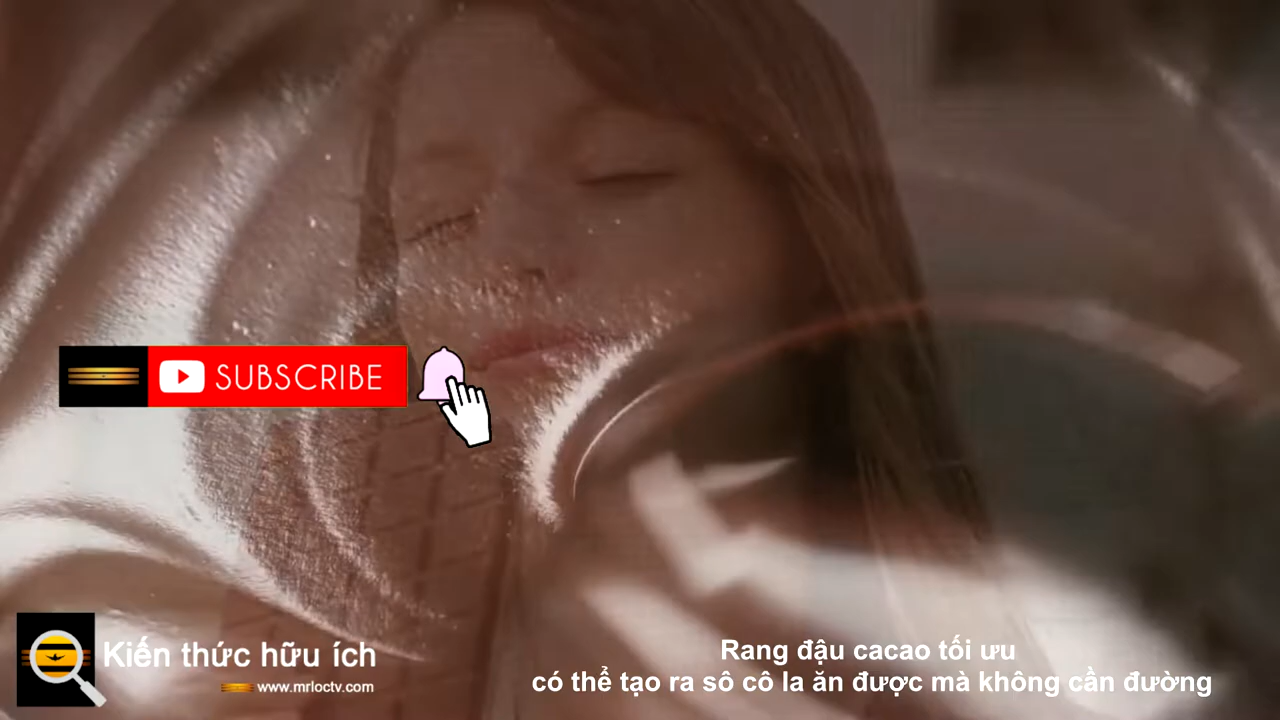 SUBSCRIBE
Kiến thức hữu ích
www.mrloctv.com
Rang đậu cacao tối ưu
có thể tạo ra sô cô la ăn được mà không cần đường